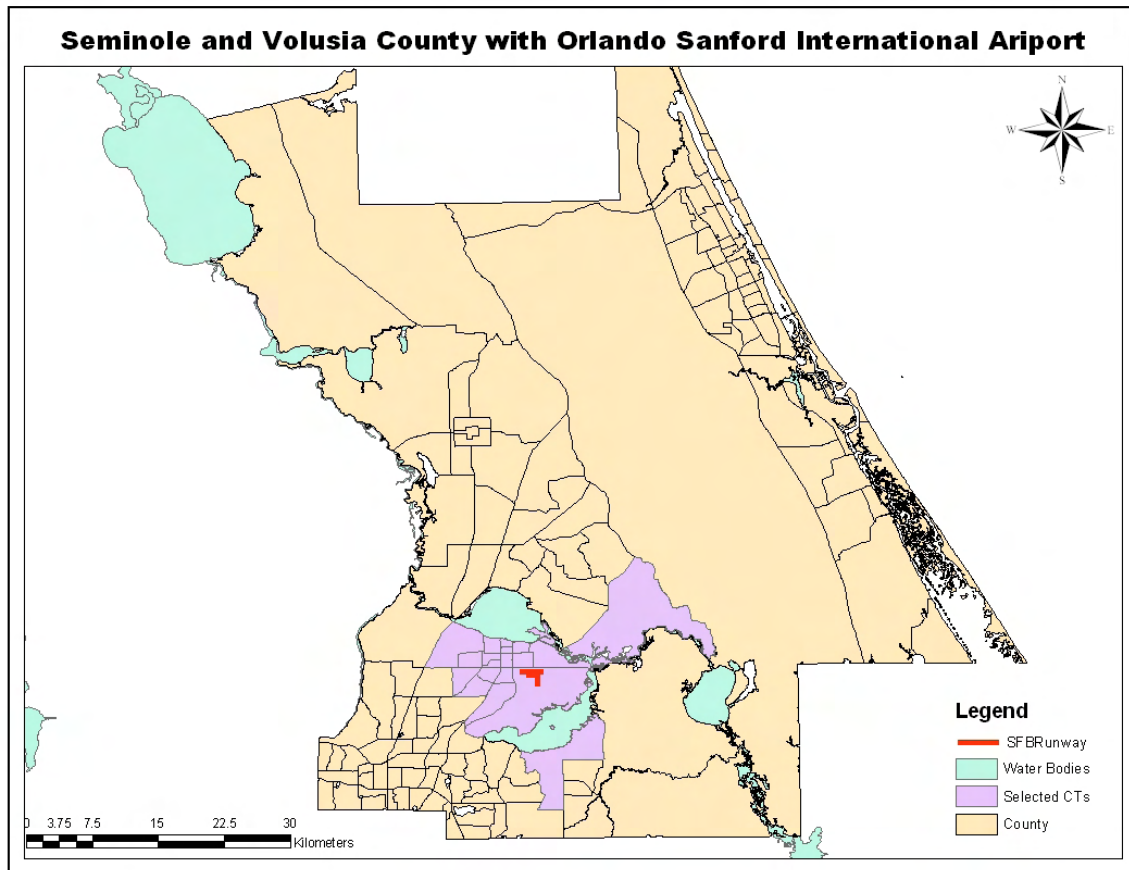 Seminole and Volusia County with Orlando Sanford International Ariport
N
W E
S
Legend
SFBRunway
Water Bodies
Selected CTs
County
0 3.75 7.5 15 22.5 30
Kilometers